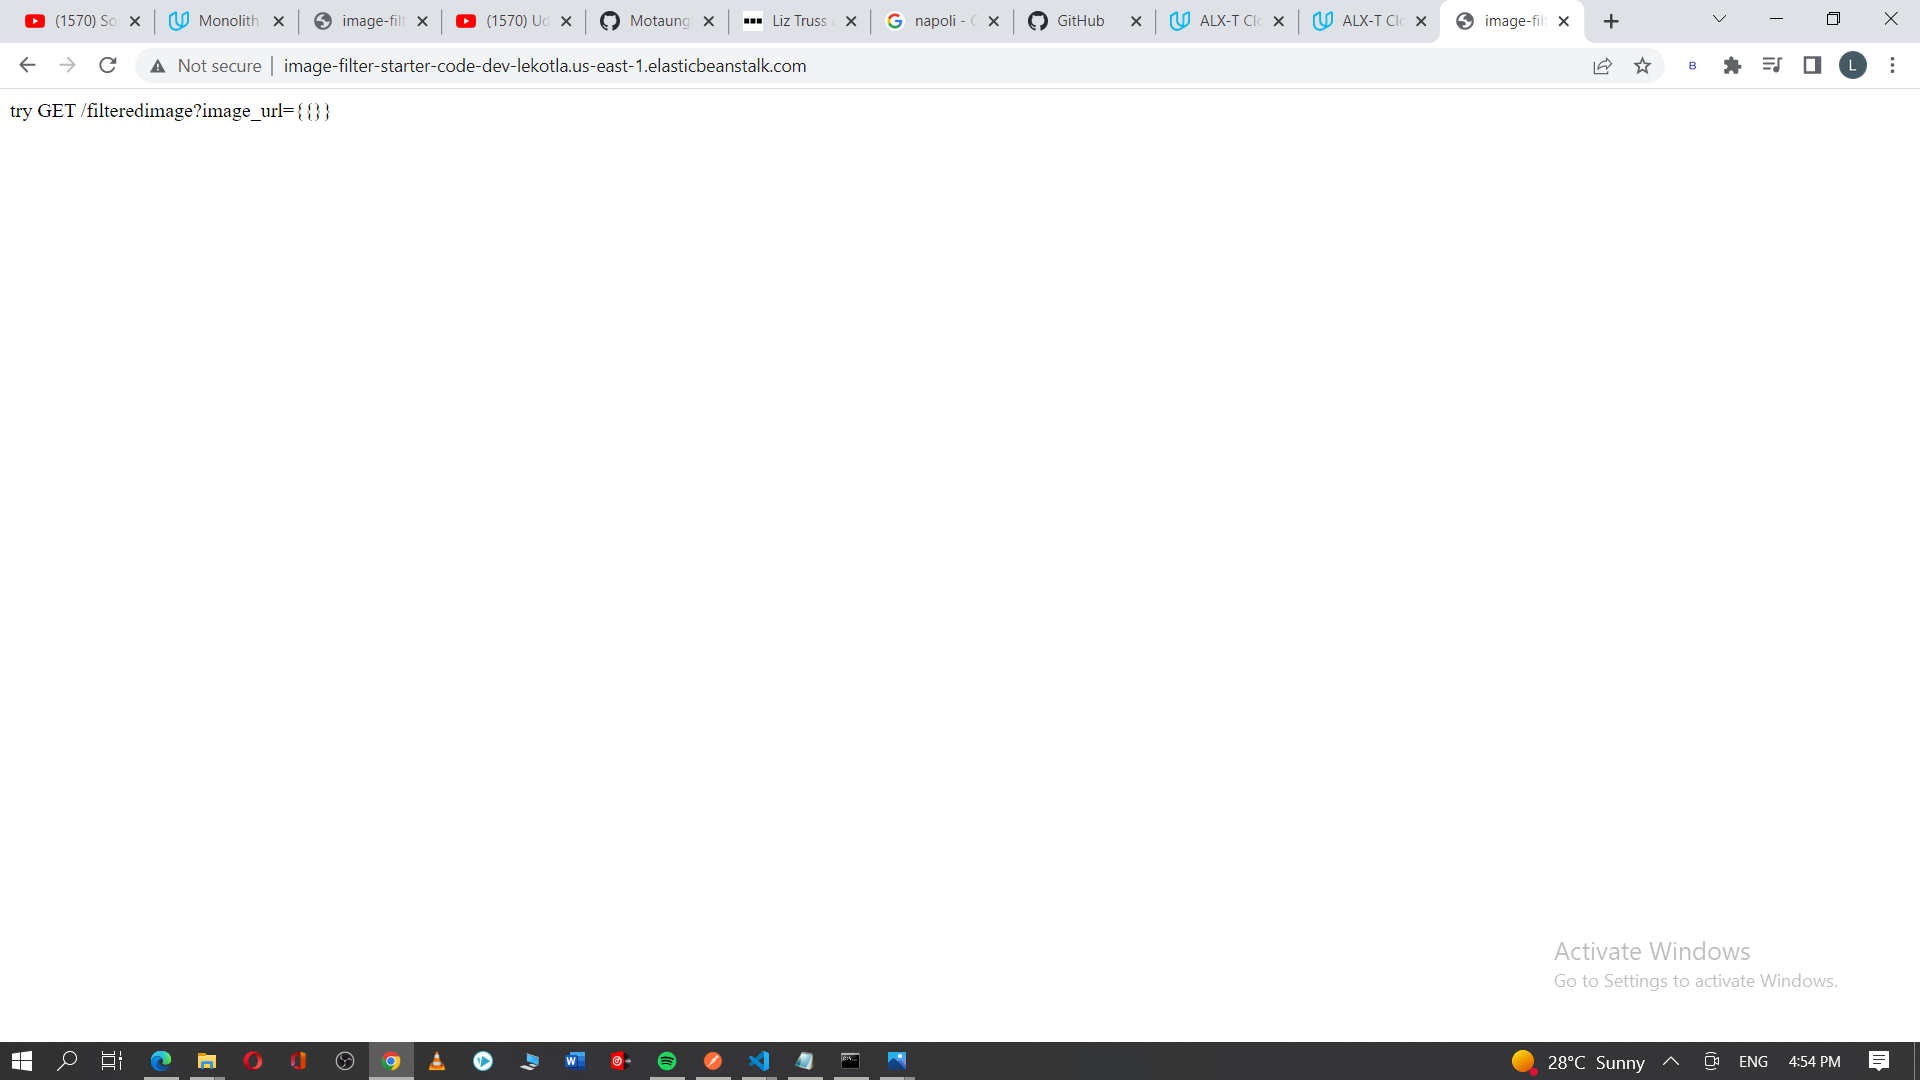 (1570) So
Monolith
image-filt
(1570) Ud
Motaung
Liz Truss a
napoli - G
GitHub
ALX-T Clo
ALX-T Clo
image-filt
Not secure
image-filter-starter-code-dev-lekotla.us-east-1.elasticbeanstalk.com
B
L
try GET /filteredimage?image_url={{}}
Activate Windows
Go to Settings to activate Windows.
28°C Sunny
ENG
4:54 PM